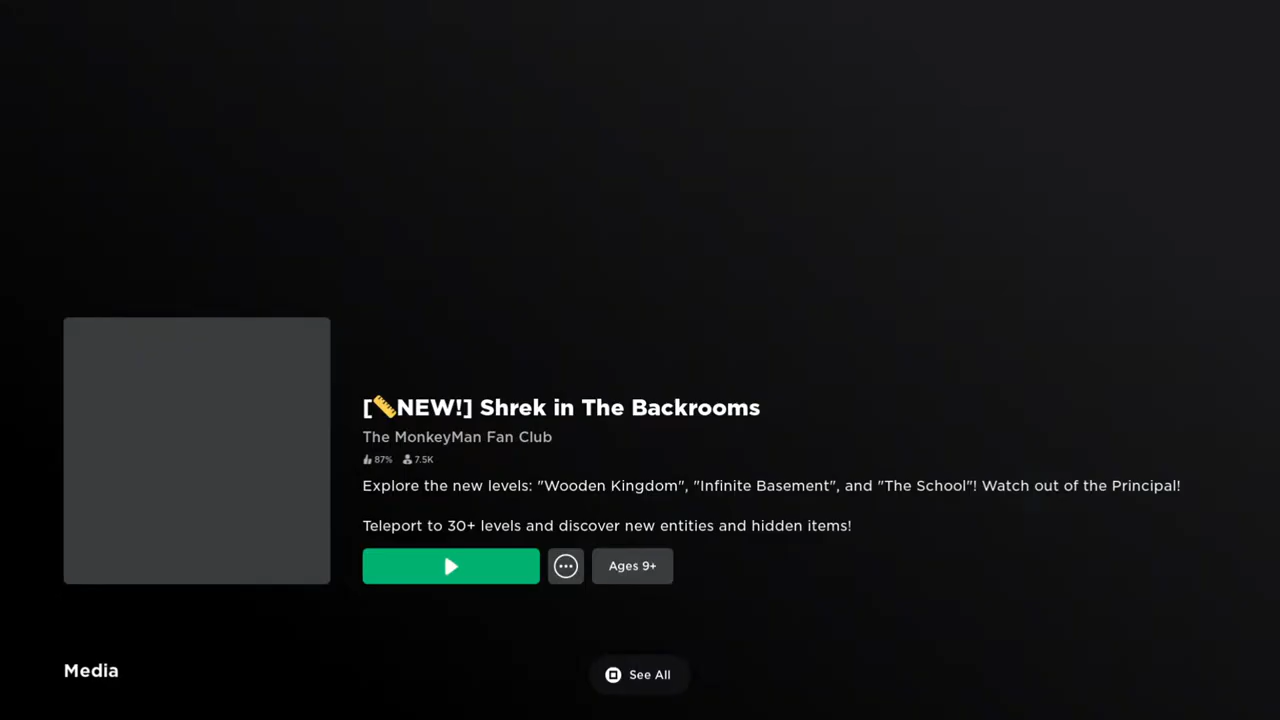 [📏NEW!] Shrek in The Backrooms
The MonkeyMan Fan Club
87% 7.5K
Explore the new levels: "Wooden Kingdom", "Infinite Basement", and "The School"! Watch out of the Principal!
Teleport to 30+ levels and discover new entities and hidden items!
Ages 9+
Media
See All